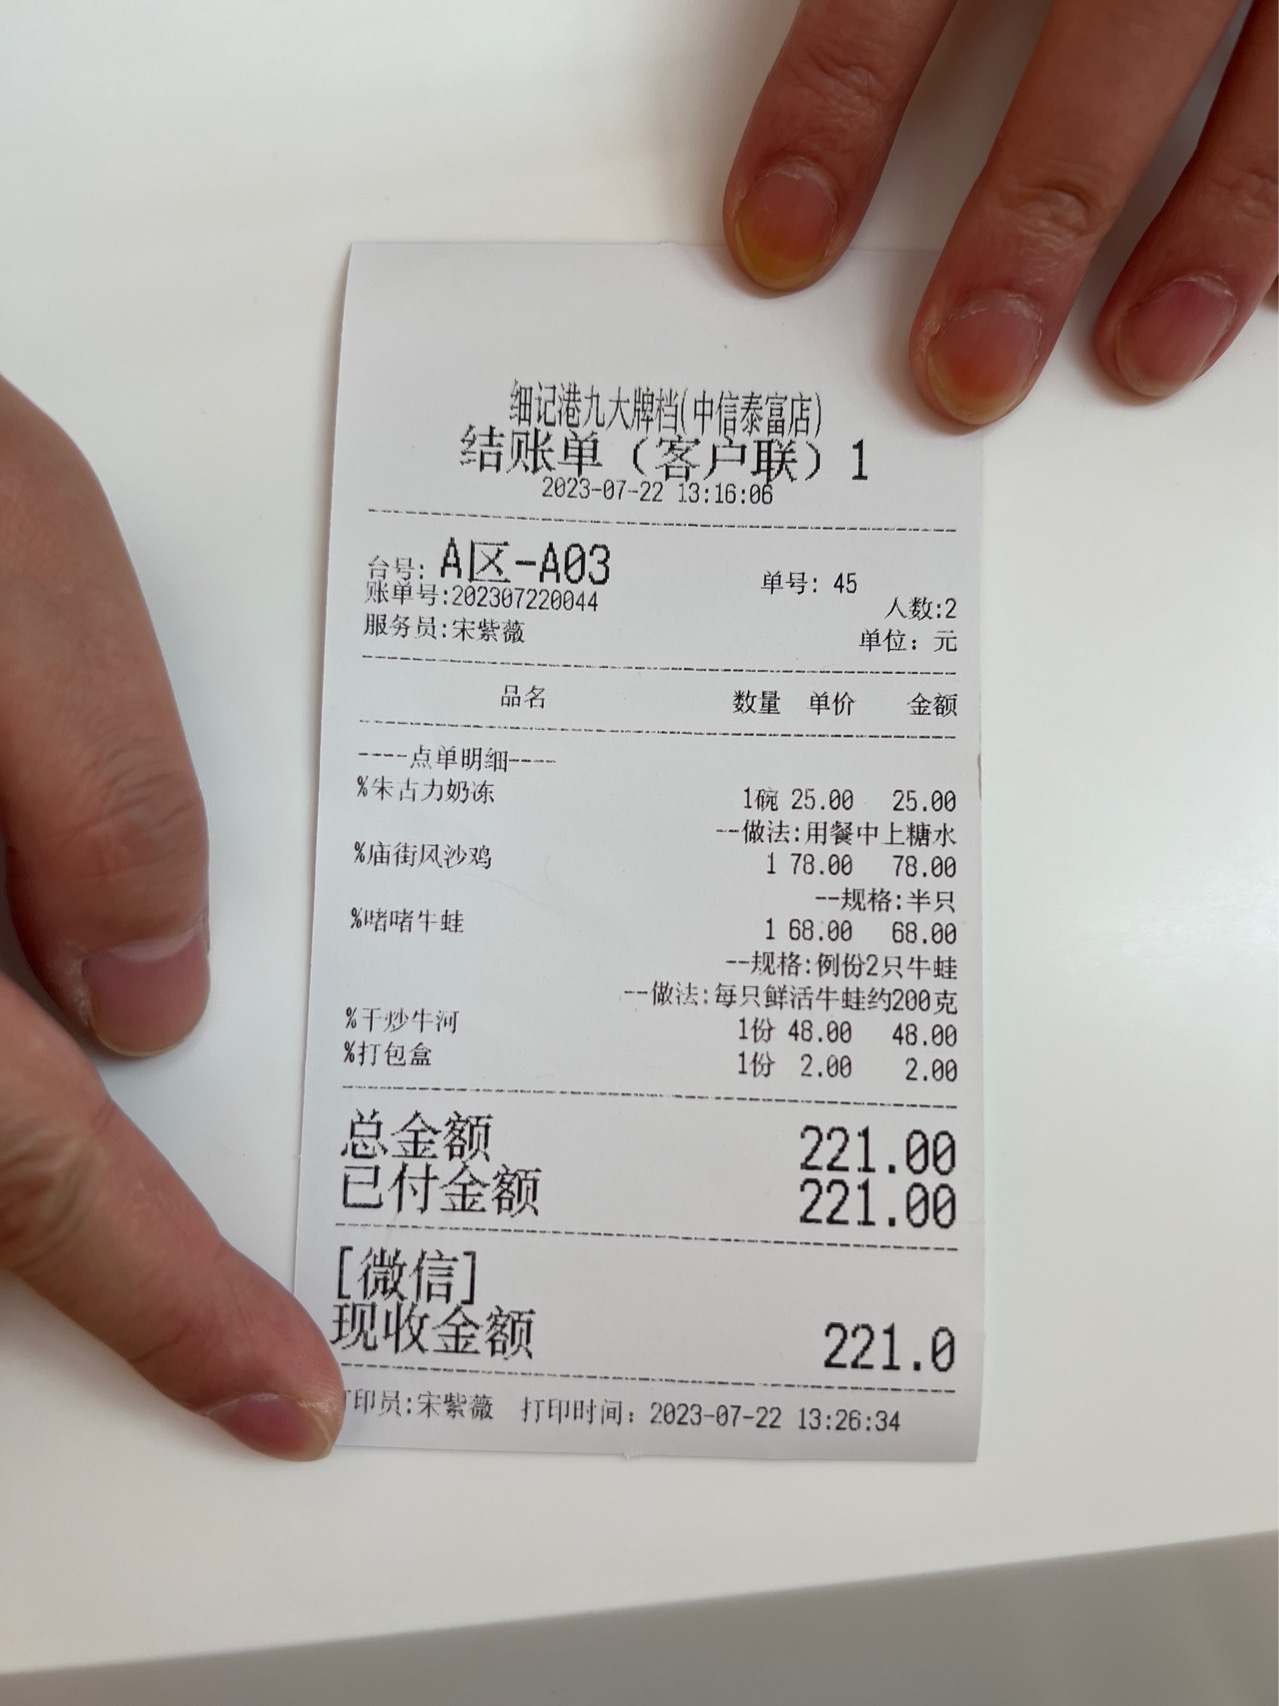 细记港九大牌档(中信泰富店)
结账单（客户联）1
2023-07-22 13:16:06
台号: A区-A03 单号: 45
账单号:202307220044 人数:2
服务员:宋紫薇 单位: 元
品名 数量 单价 金额
----点单明细----
%朱古力奶冻 1碗 25.00 25.00
--做法:用餐中上糖水
%庙街风沙鸡 1 78.00 78.00
--规格:半只
%啫啫牛蛙 1 68.00 68.00
--规格:例份2只牛蛙
--做法:每只鲜活牛蛙约200克
%干炒牛河 1份 48.00 48.00
%打包盒 1份 2.00 2.00
总金额 221.00
已付金额 221.00
[微信]
现收金额 221.0
打印员:宋紫薇 打印时间: 2023-07-22 13:26:34